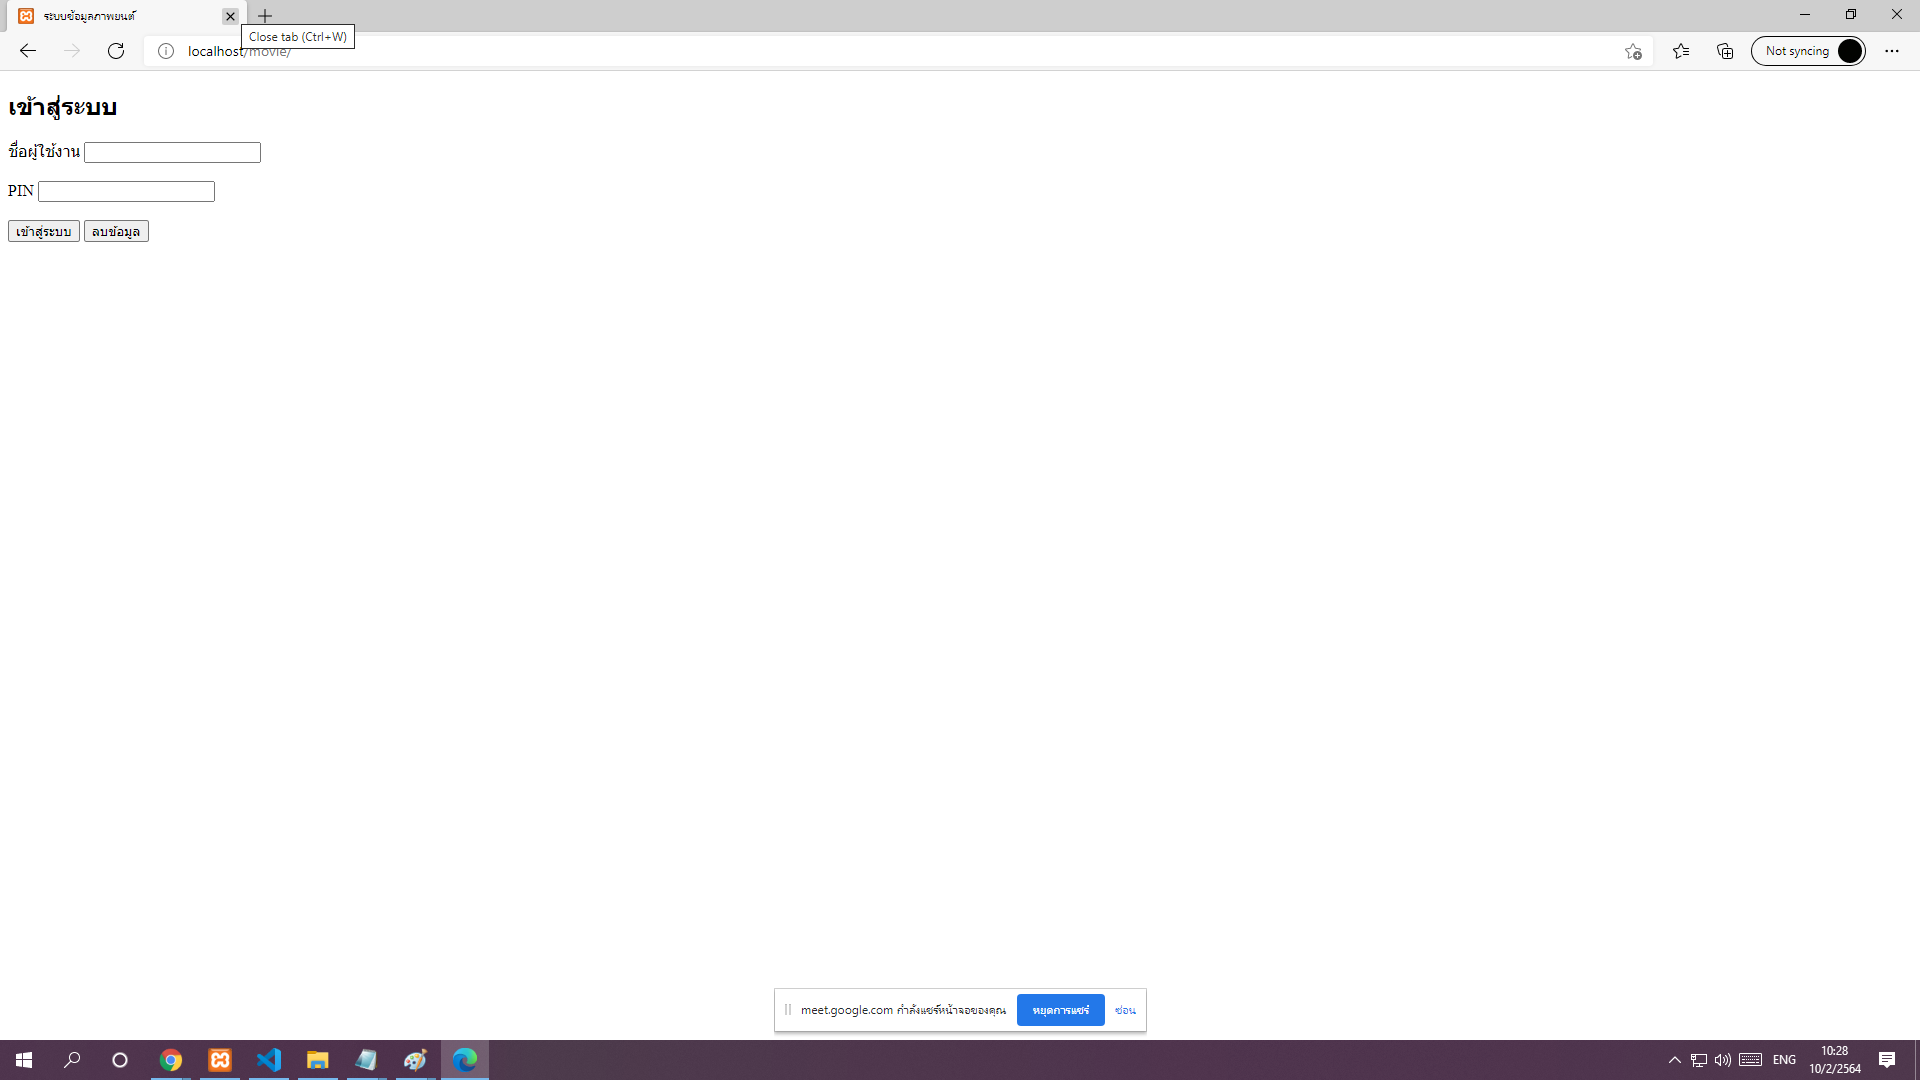 ระบบข้อมูลภาพยนต์
Close tab (Ctrl+W)
localhost/movie/
Not syncing
เข้าสู่ระบบ
ชื่อผู้ใช้งาน
PIN
เข้าสู่ระบบ ลบข้อมูล
meet.google.com กำลังแชร์หน้าจอของคุณ หยุดการแชร์ ซ่อน
ENG
10:28
10/2/2564